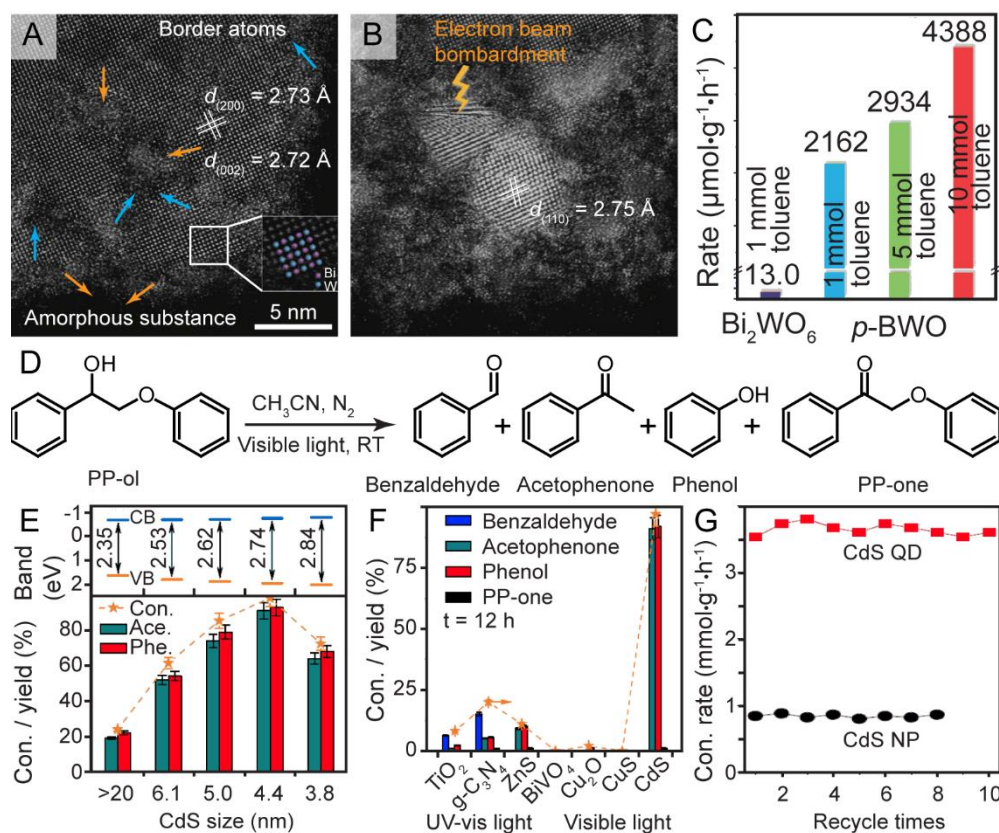 A
Border atoms
d(200) = 2.73 Å
d(002) = 2.72 Å
Bi
W
Amorphous substance
5 nm
B
Electron beam
bombardment
d(110) = 2.75 Å
C
Rate (μmol·g⁻¹·h⁻¹)
13.0
1 mmol
toluene
2162
1 mmol
toluene
2934
5 mmol
toluene
4388
10 mmol
toluene
Bi₂WO₆
p-BWO
D
OH
O
CH₃CN, N₂
Visible light, RT
O
+
O
+
OH
+
O
O
PP-ol
Benzaldehyde
Acetophenone
Phenol
PP-one
E
Band (eV)
-1
0
1
2
CB
VB
2.35
2.53
2.62
2.74
2.84
Con. / yield (%)
80
60
40
20
0
Con.
Ace.
Phe.
>20
6.1
5.0
4.4
3.8
CdS size (nm)
F
Con. / yield (%)
75
50
25
0
Benzaldehyde
Acetophenone
Phenol
PP-one
t = 12 h
TiO₂
g-C₃N₄
ZnS
BiVO₄
Cu₂O
CuS
CdS
UV-vis light
Visible light
G
Con. rate (mmol·g⁻¹·h⁻¹)
3
2
1
0
CdS QD
CdS NP
2
4
6
8
10
Recycle times